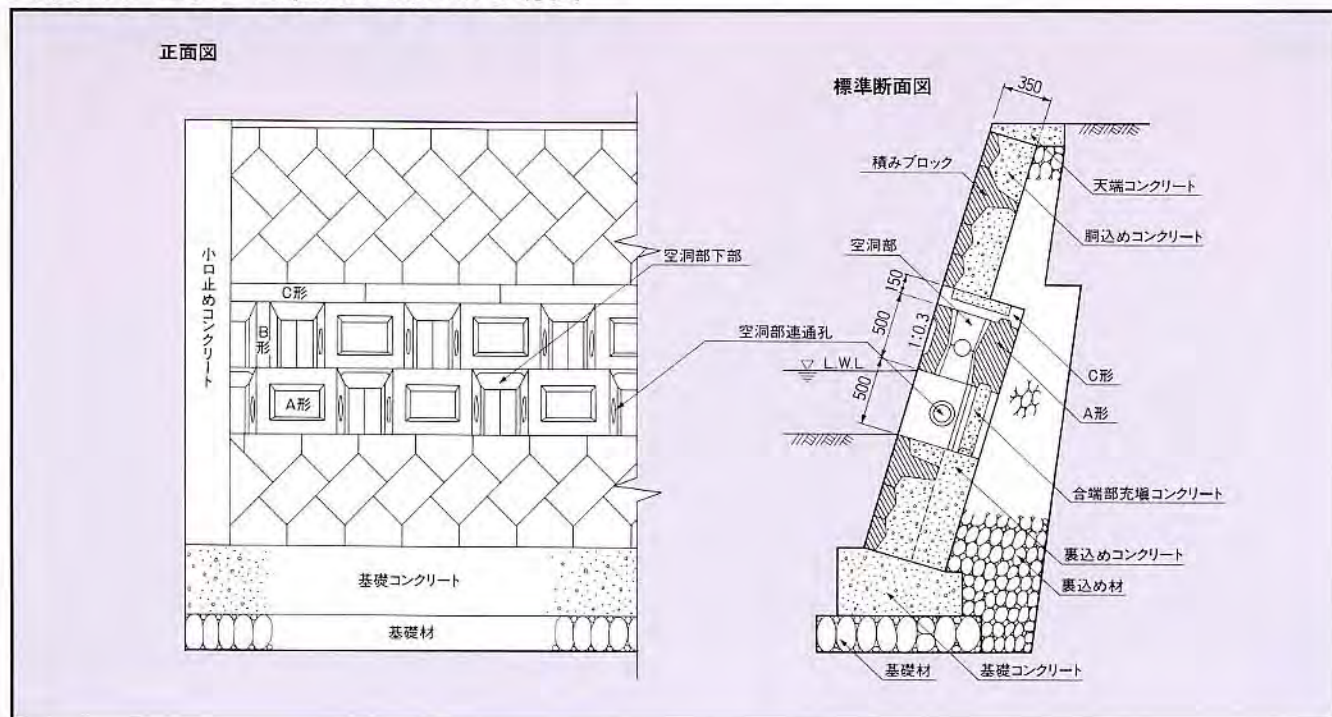 正面図
小口止めコンクリート
C形
B形
A形
空洞部下部
空洞部連通孔
基礎コンクリート
基礎材
標準断面図
350
積みブロック
天端コンクリート
胴込めコンクリート
空洞部
150
500
1:0.3
L.W.L
500
C形
A形
合端部充塡コンクリート
裏込めコンクリート
裏込め材
基礎材
基礎コンクリート